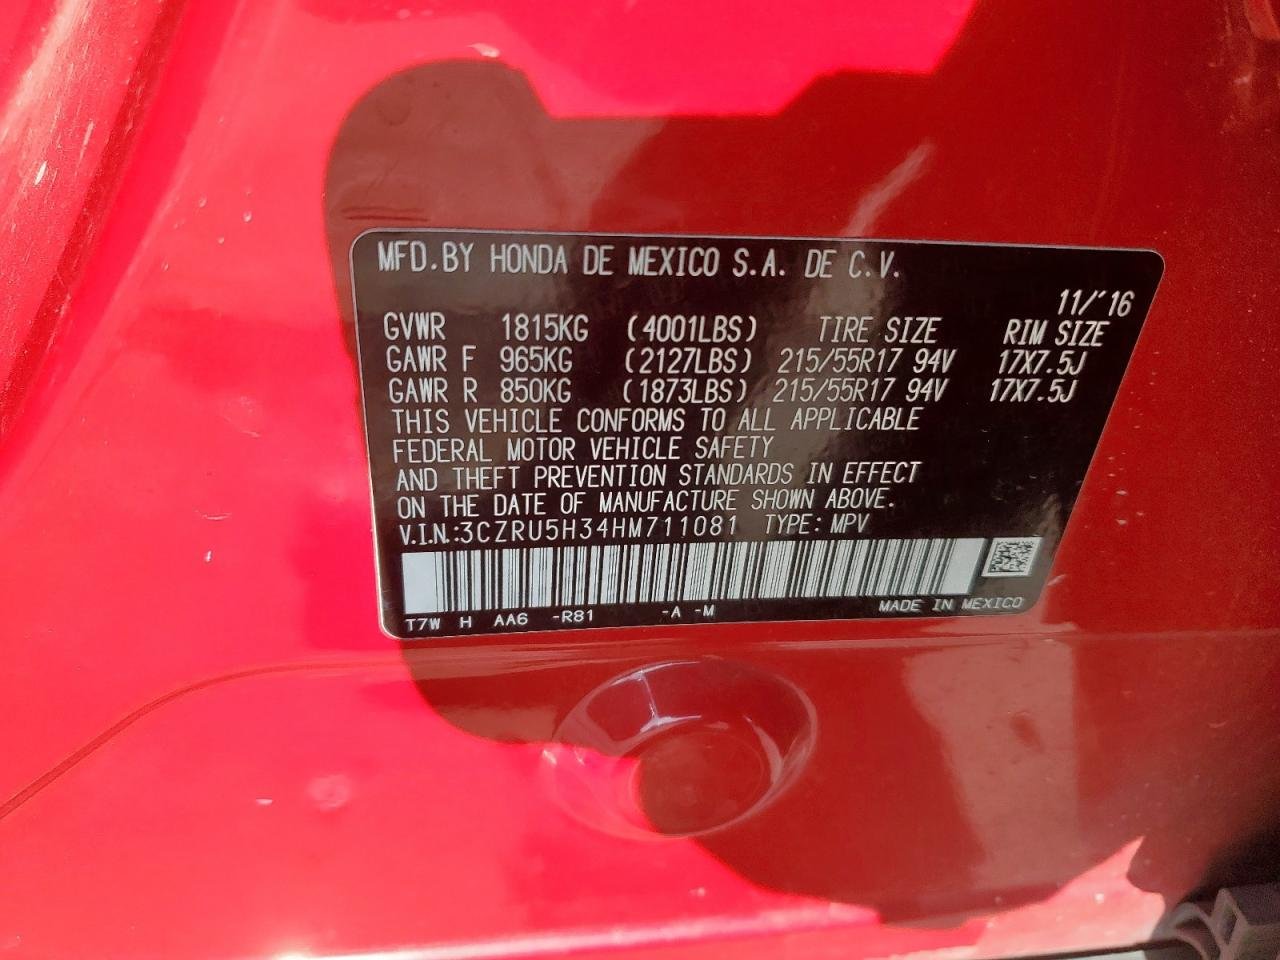 MFD.BY HONDA DE MEXICO S.A. DE C.V.
11/'16
GVWR 1815KG (4001LBS) TIRE SIZE RIM SIZE
GAWR F 965KG (2127LBS) 215/55R17 94V 17X7.5J
GAWR R 850KG (1873LBS) 215/55R17 94V 17X7.5J
THIS VEHICLE CONFORMS TO ALL APPLICABLE
FEDERAL MOTOR VEHICLE SAFETY
AND THEFT PREVENTION STANDARDS IN EFFECT
ON THE DATE OF MANUFACTURE SHOWN ABOVE.
V.I.N.:3CZRU5H34HM711081 TYPE: MPV
T7W H AA6 -R81 -A -M MADE IN MEXICO